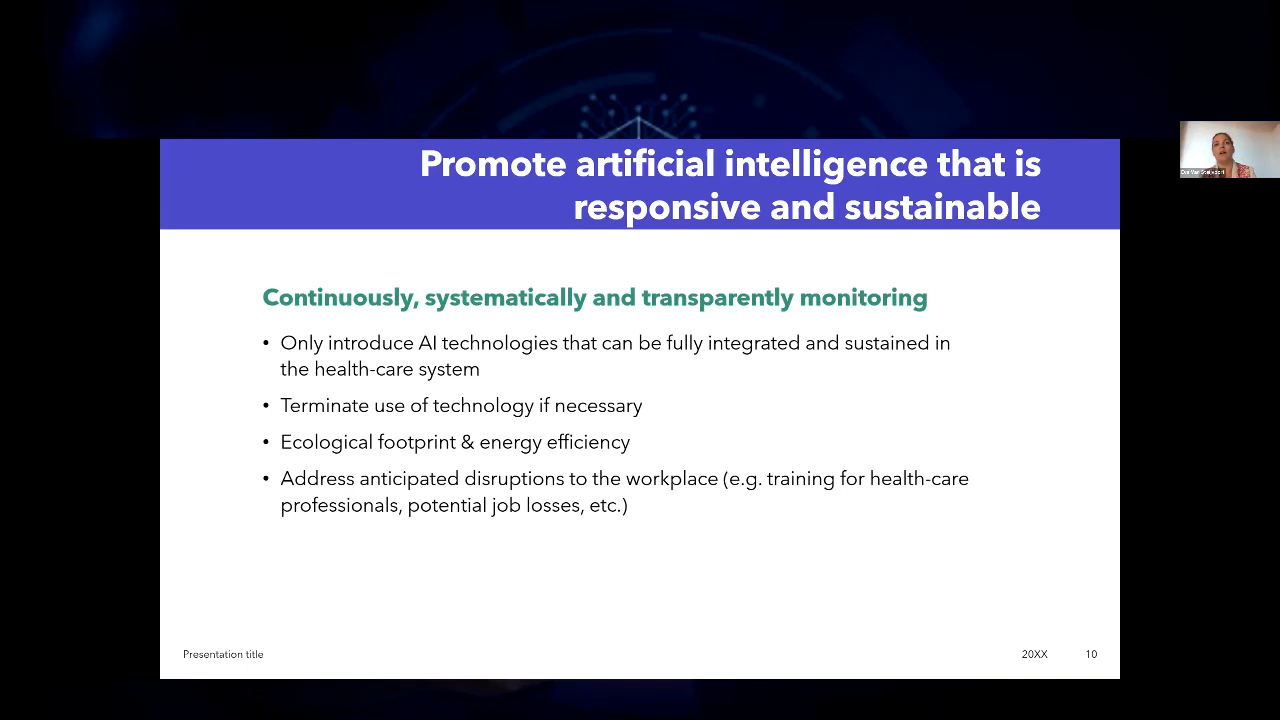 Promote artificial intelligence that is
responsive and sustainable
Continuously, systematically and transparently monitoring
• Only introduce AI technologies that can be fully integrated and sustained in
the health-care system
• Terminate use of technology if necessary
• Ecological footprint & energy efficiency
• Address anticipated disruptions to the workplace (e.g. training for health-care
professionals, potential job losses, etc.)
Presentation title
20XX
10
Eva Van